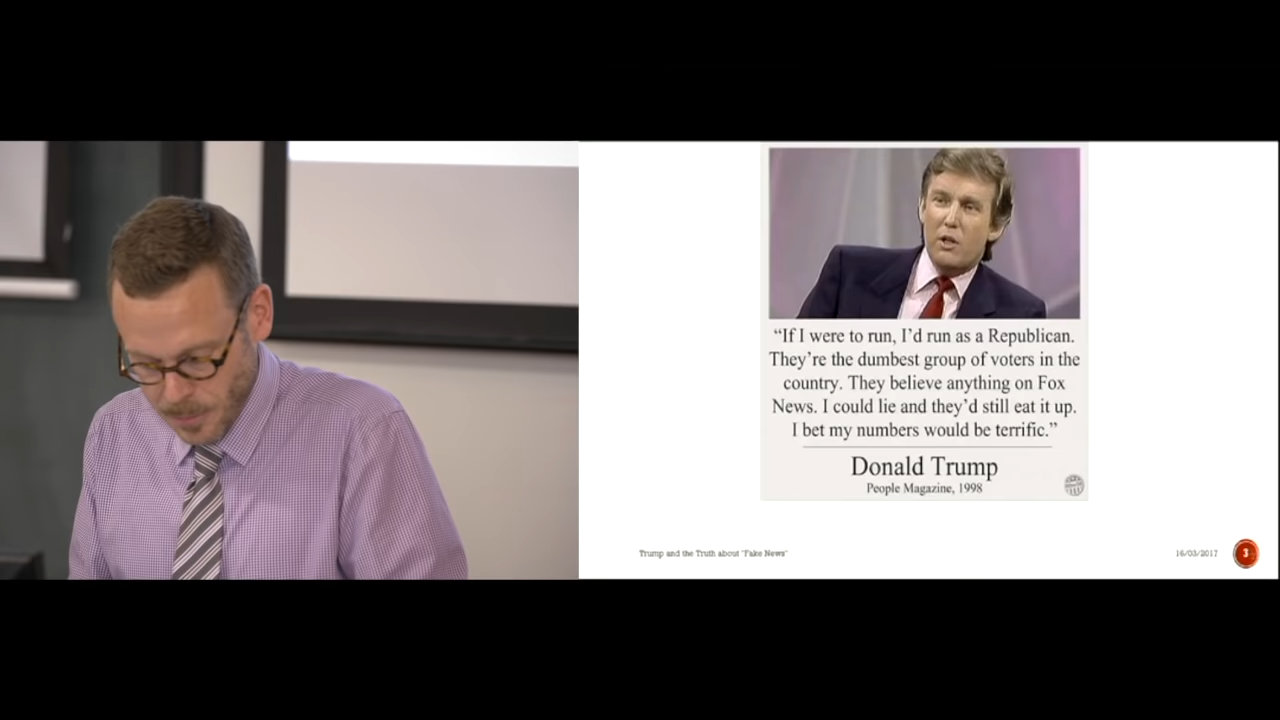 “If I were to run, I’d run as a Republican.
They’re the dumbest group of voters in the
country. They believe anything on Fox
News. I could lie and they’d still eat it up.
I bet my numbers would be terrific.”
Donald Trump
People Magazine, 1998
Trump and the Truth about "Fake News"
16/03/2017
3